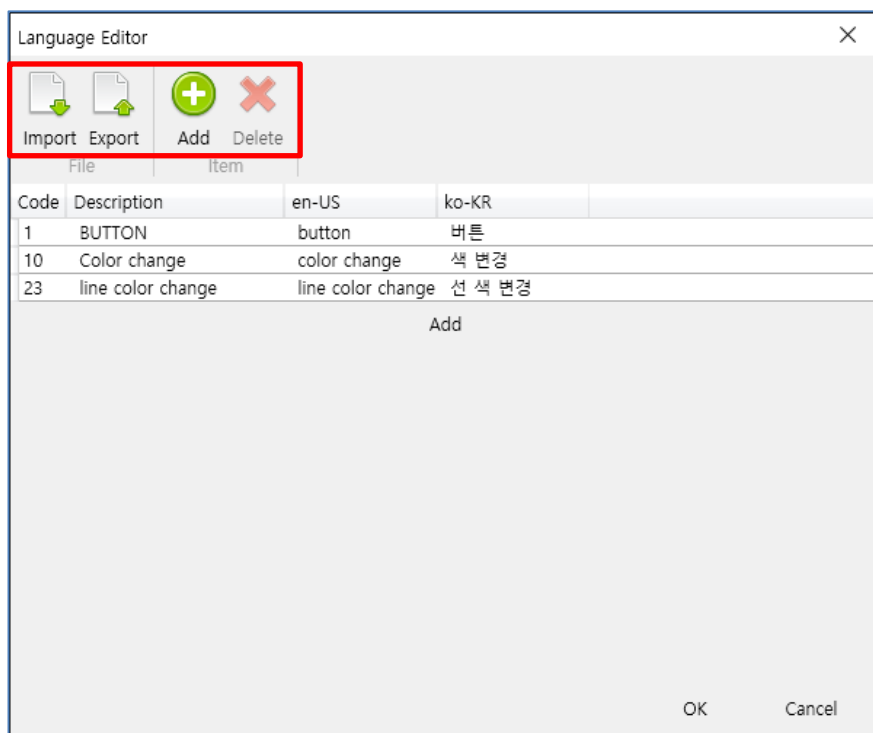 Language Editor
Import Export Add Delete
File Item
Code Description en-US ko-KR
1 BUTTON button 버튼
10 Color change color change 색 변경
23 line color change line color change 선 색 변경
Add
OK Cancel